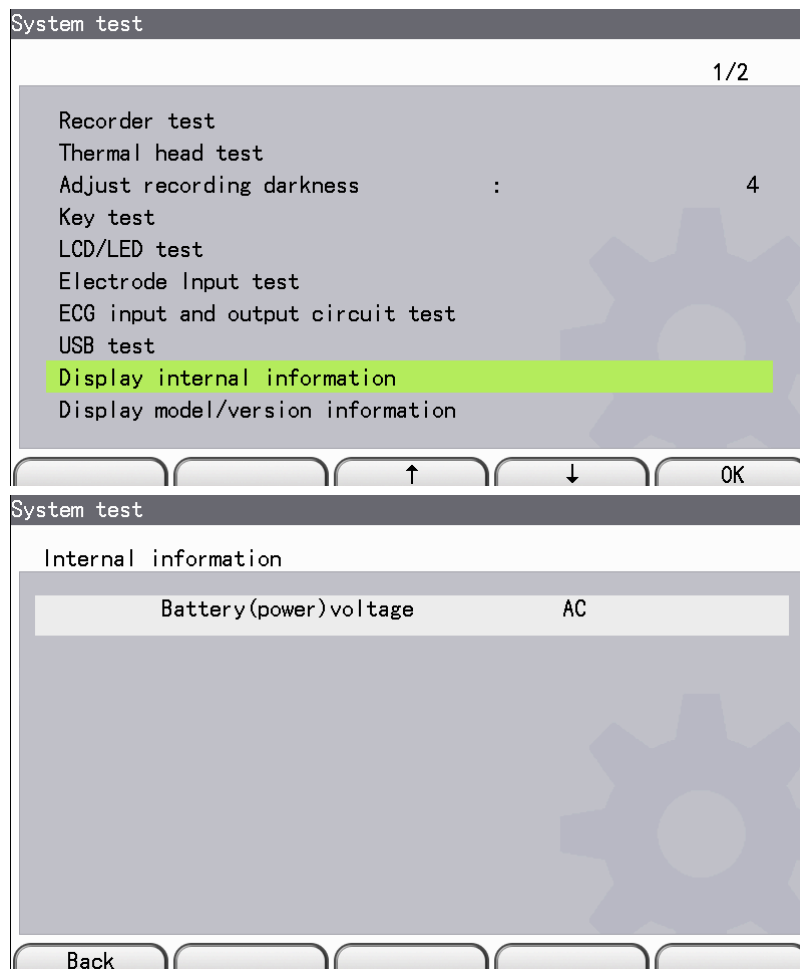 System test
1/2
Recorder test
Thermal head test
Adjust recording darkness : 4
Key test
LCD/LED test
Electrode Input test
ECG input and output circuit test
USB test
Display internal information
Display model/version information
↑ ↓ OK
System test
Internal information
Battery(power)voltage AC
Back